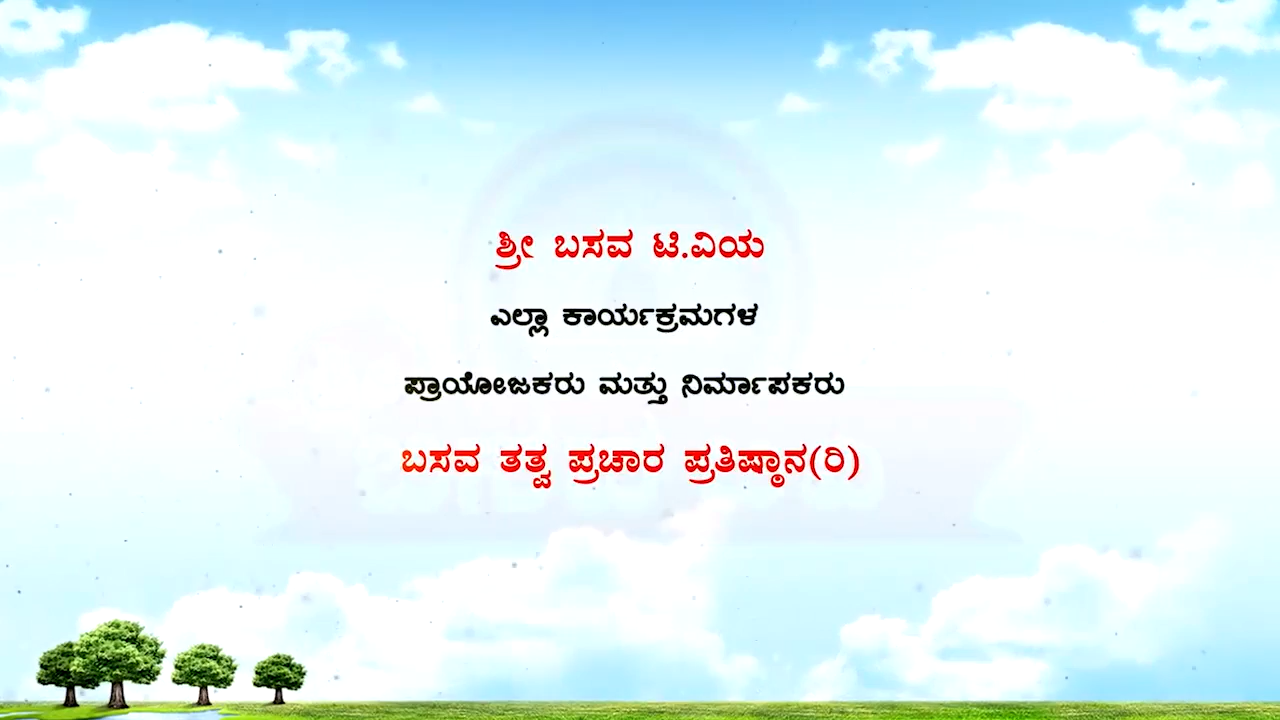 ಶ್ರೀ ಬಸವ ಟಿ.ವಿಯ
ಎಲ್ಲಾ ಕಾರ್ಯಕ್ರಮಗಳ
ಪ್ರಾಯೋಜಕರು ಮತ್ತು ನಿರ್ಮಾಪಕರು
ಬಸವ ತತ್ವ ಪ್ರಚಾರ ಪ್ರತಿಷ್ಠಾನ(ರಿ)